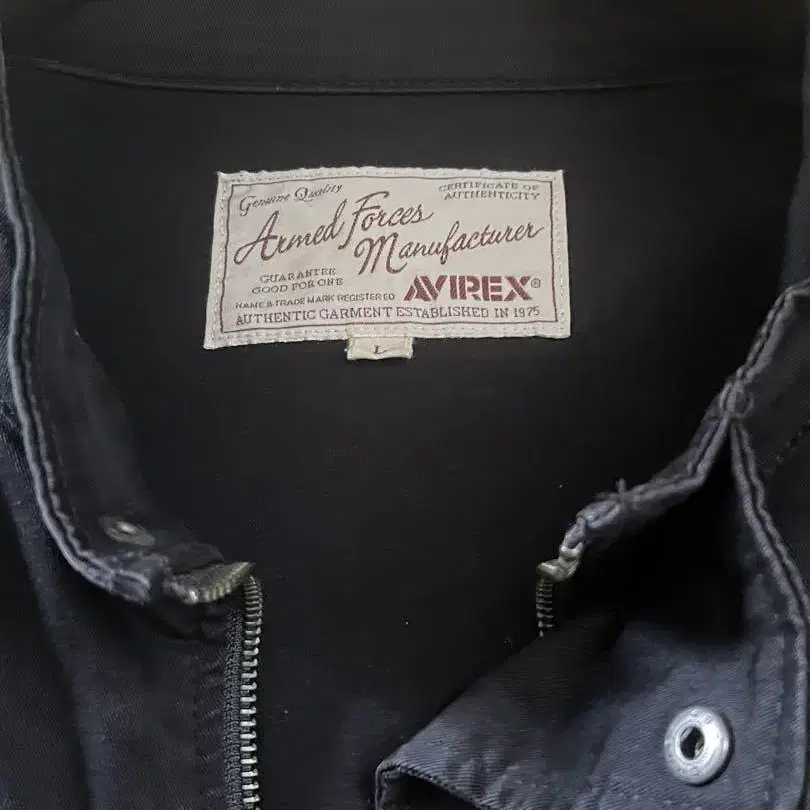 Genuine Quality
CERTIFICATE OF
AUTHENTICITY
Armed Forces
Manufacturer
GUARANTEE
GOOD FOR ONE
NAME & TRADE MARK REGISTERED
AVIREX®
AUTHENTIC GARMENT ESTABLISHED IN 1975
L